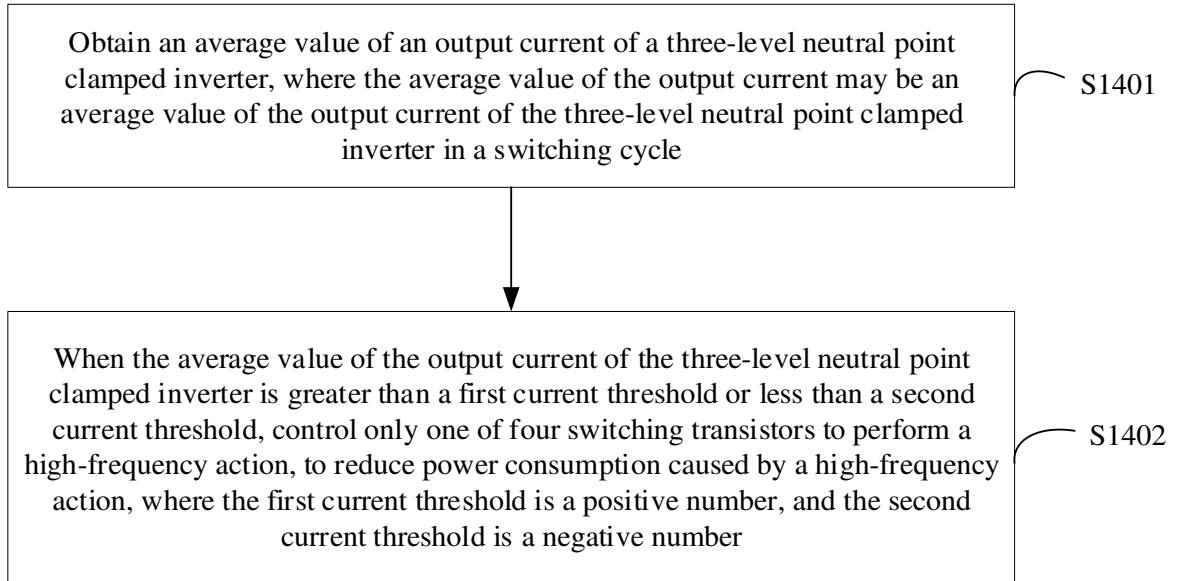 Obtain an average value of an output current of a three-level neutral point
clamped inverter, where the average value of the output current may be an
average value of the output current of the three-level neutral point clamped
inverter in a switching cycle
S1401
When the average value of the output current of the three-level neutral point
clamped inverter is greater than a first current threshold or less than a second
current threshold, control only one of four switching transistors to perform a
high-frequency action, to reduce power consumption caused by a high-frequency
action, where the first current threshold is a positive number, and the second
current threshold is a negative number
S1402